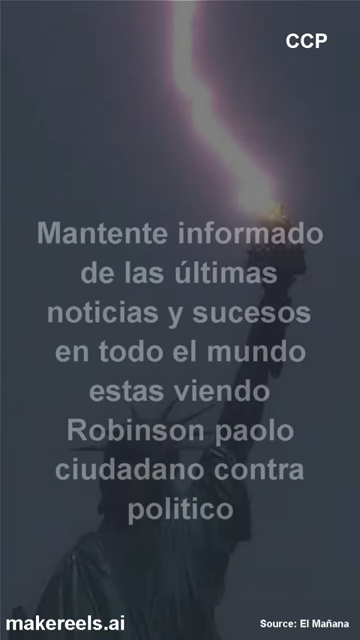 CCP
Mantente informado
de las últimas
noticias y sucesos
en todo el mundo
estas viendo
Robinson paolo
ciudadano contra
politico
makereels.ai
Source: El Mañana